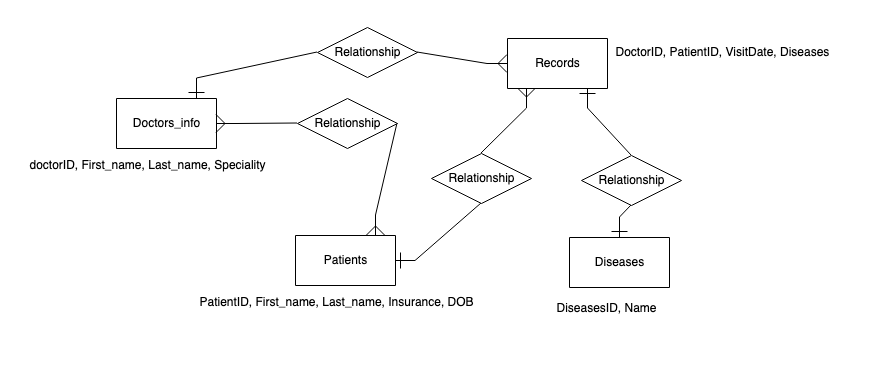 Relationship
Records
DoctorID, PatientID, VisitDate, Diseases
Doctors_info
Relationship
doctorID, First_name, Last_name, Speciality
Relationship
Relationship
Patients
Diseases
PatientID, First_name, Last_name, Insurance, DOB
DiseasesID, Name